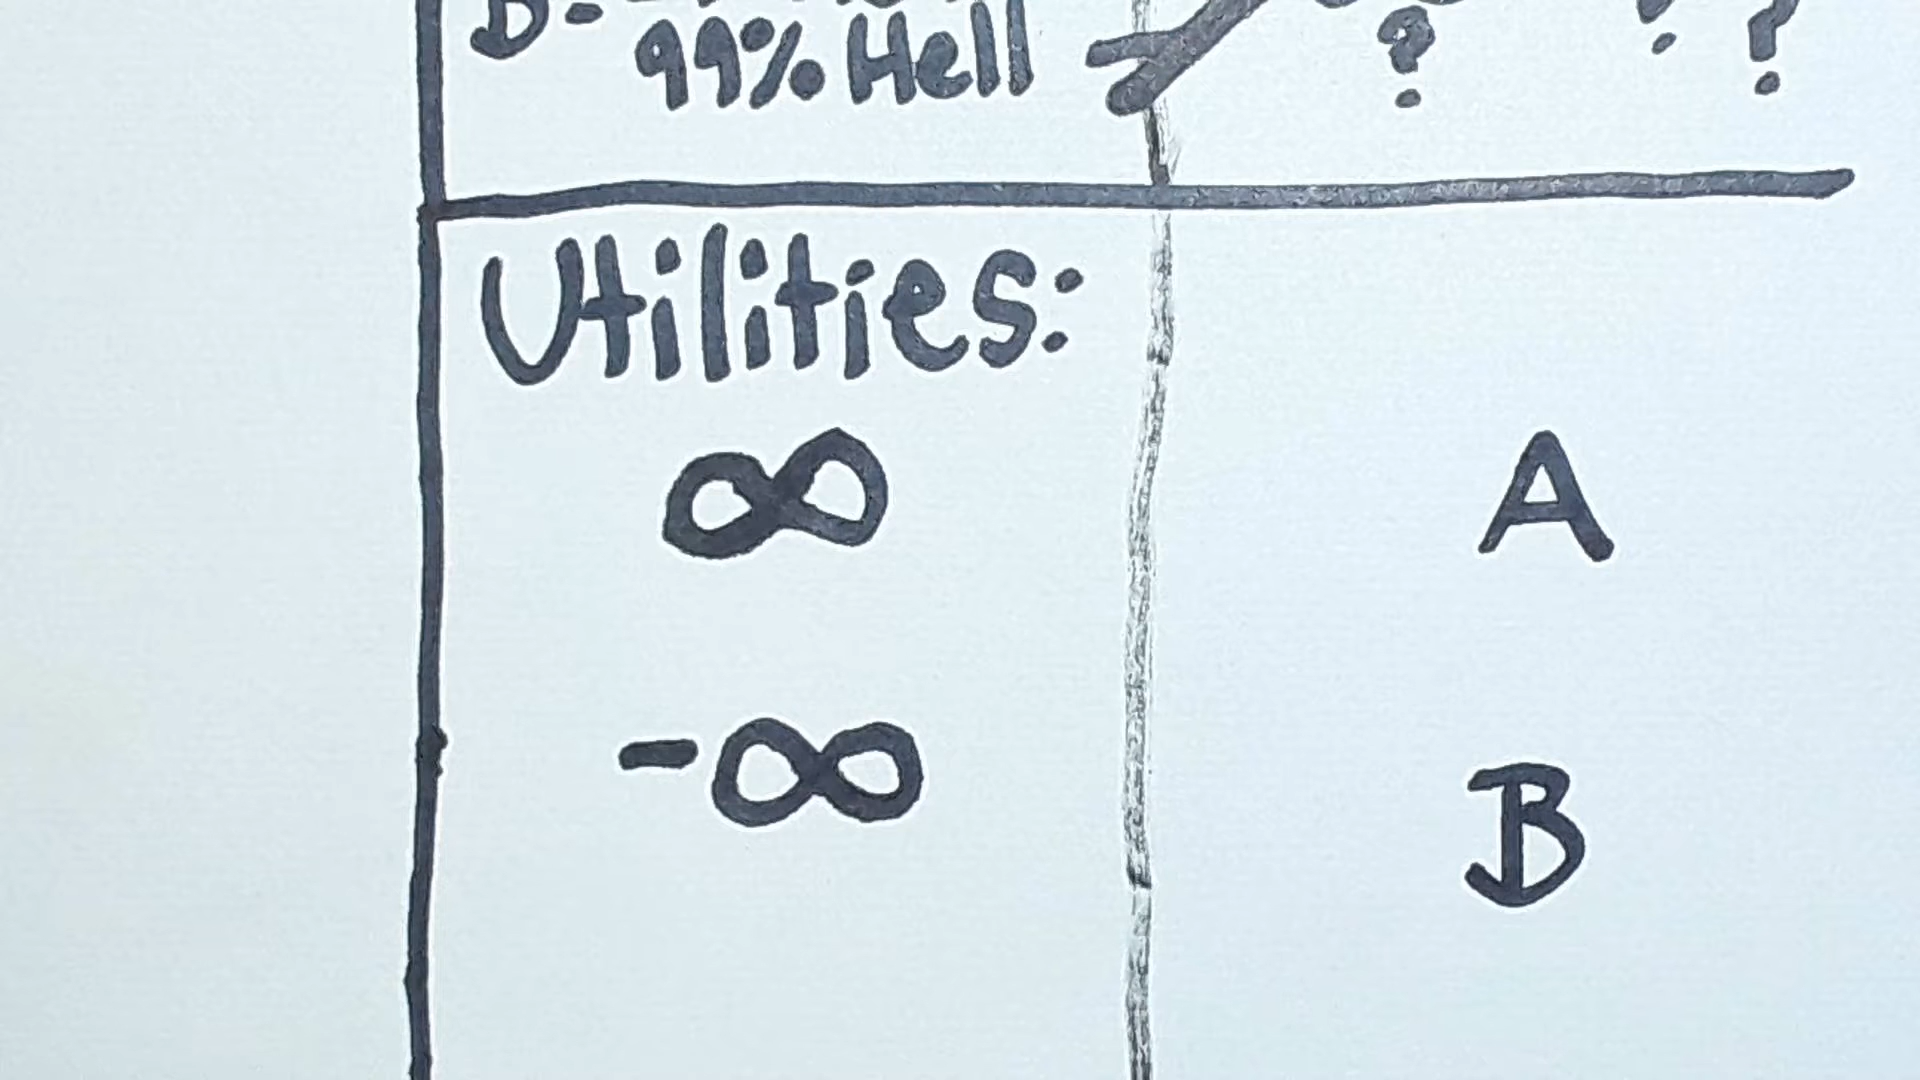 B-
99% Hell
? ? ?
Utilities:
∞ A
-∞ B